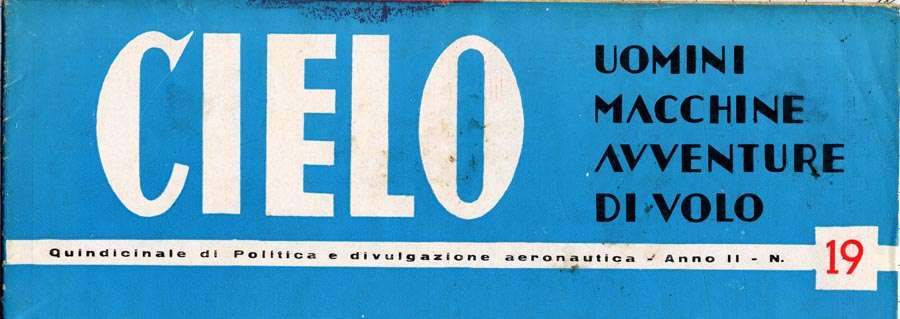 CIELO
UOMINI
MACCHINE
AVVENTURE
DI VOLO
Quindicinale di Politica e divulgazione aeronautica - Anno II - N. 19